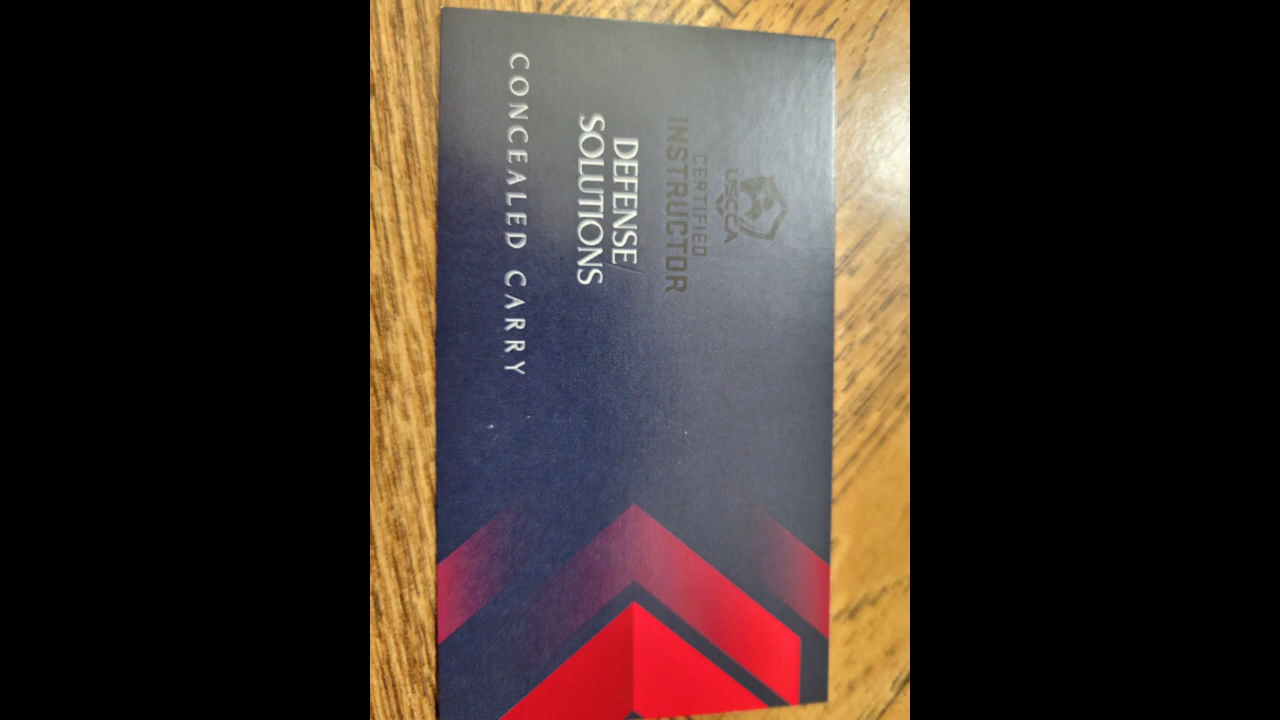 USCCA
CERTIFIED
INSTRUCTOR
DEFENSE
SOLUTIONS
CONCEALED CARRY